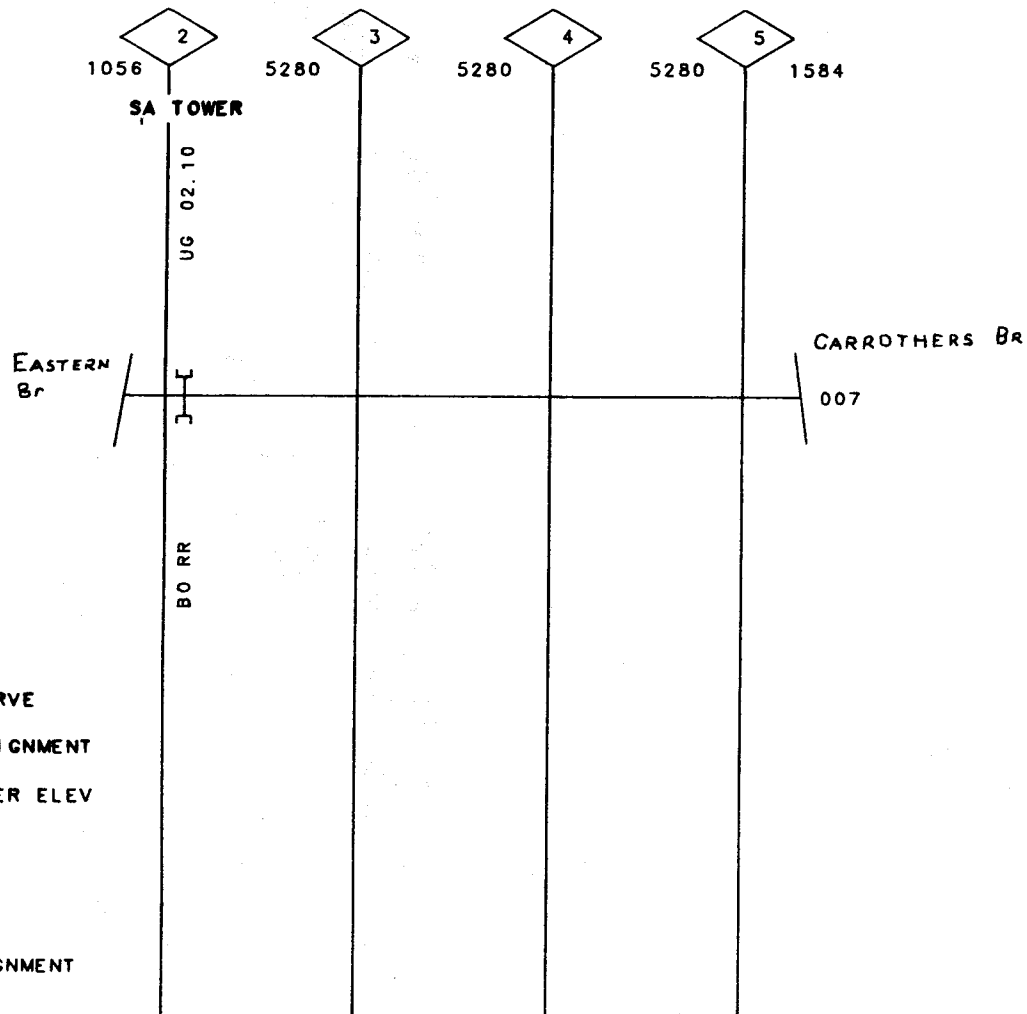 2 3 4 5
1056 5280 5280 5280 1584
SA TOWER
UG 02.10
CARROTHERS BR
EASTERN
Br
007
BO RR
RVE
IGNMENT
ER ELEV
GNMENT